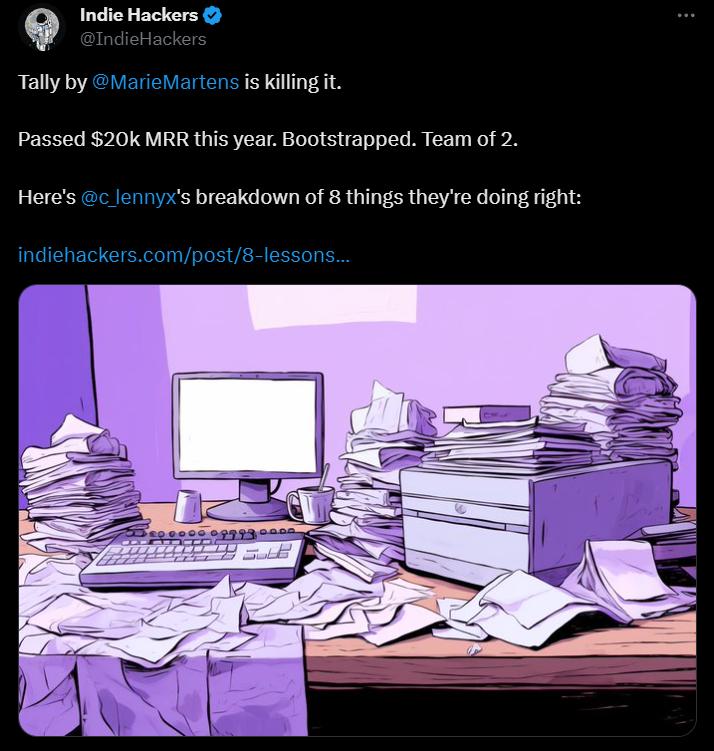 Indie Hackers
@IndieHackers
Tally by @MarieMartens is killing it.
Passed $20k MRR this year. Bootstrapped. Team of 2.
Here's @c_lennyx's breakdown of 8 things they're doing right:
indiehackers.com/post/8-lessons...